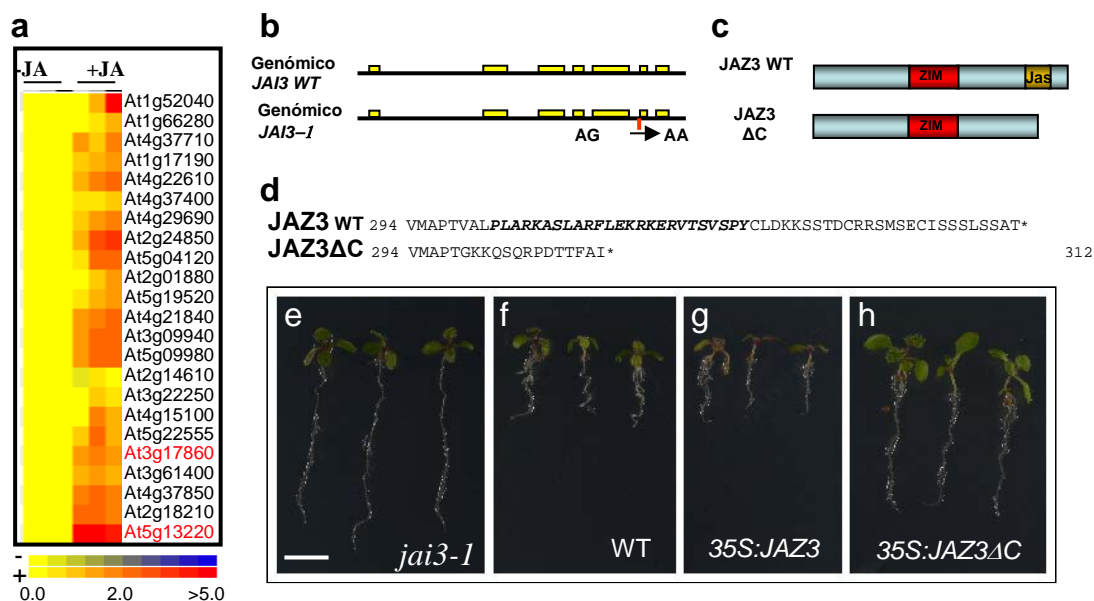 a
-JA +JA
At1g52040
At1g66280
At4g37710
At1g17190
At4g22610
At4g37400
At4g29690
At2g24850
At5g04120
At2g01880
At5g19520
At4g21840
At3g09940
At5g09980
At2g14610
At3g22250
At4g15100
At5g22555
At3g17860
At3g61400
At4g37850
At2g18210
At5g13220
-
+
0.0 2.0 >5.0
b
Genómico
JAI3 WT
Genómico
JAI3–1
AG AA
c
JAZ3 WT
ZIM Jas
JAZ3
ΔC
ZIM
d
JAZ3 WT 294 VMAPTVALPLARKASLARFLEKRKERVTSVSPYCLDKKSSTDCRRSMSECISSSLSSAT*
JAZ3ΔC 294 VMAPTGKKQSQRPDTTFAI* 312
e
jai3-1
f
WT
g
35S:JAZ3
h
35S:JAZ3ΔC